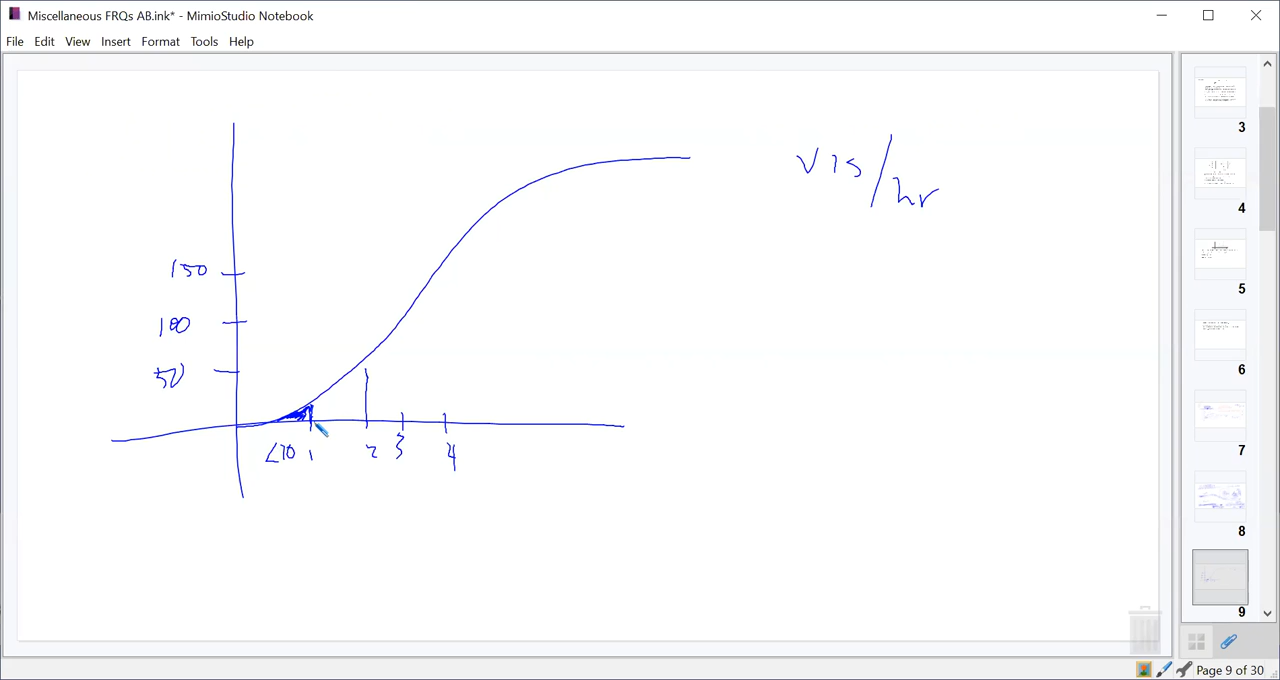 Miscellaneous FRQs AB.ink* - MimioStudio Notebook
File Edit View Insert Format Tools Help
vis/hr
150
100
50
<70 1 2 3 4
3
4
5
6
7
8
9
Page 9 of 30